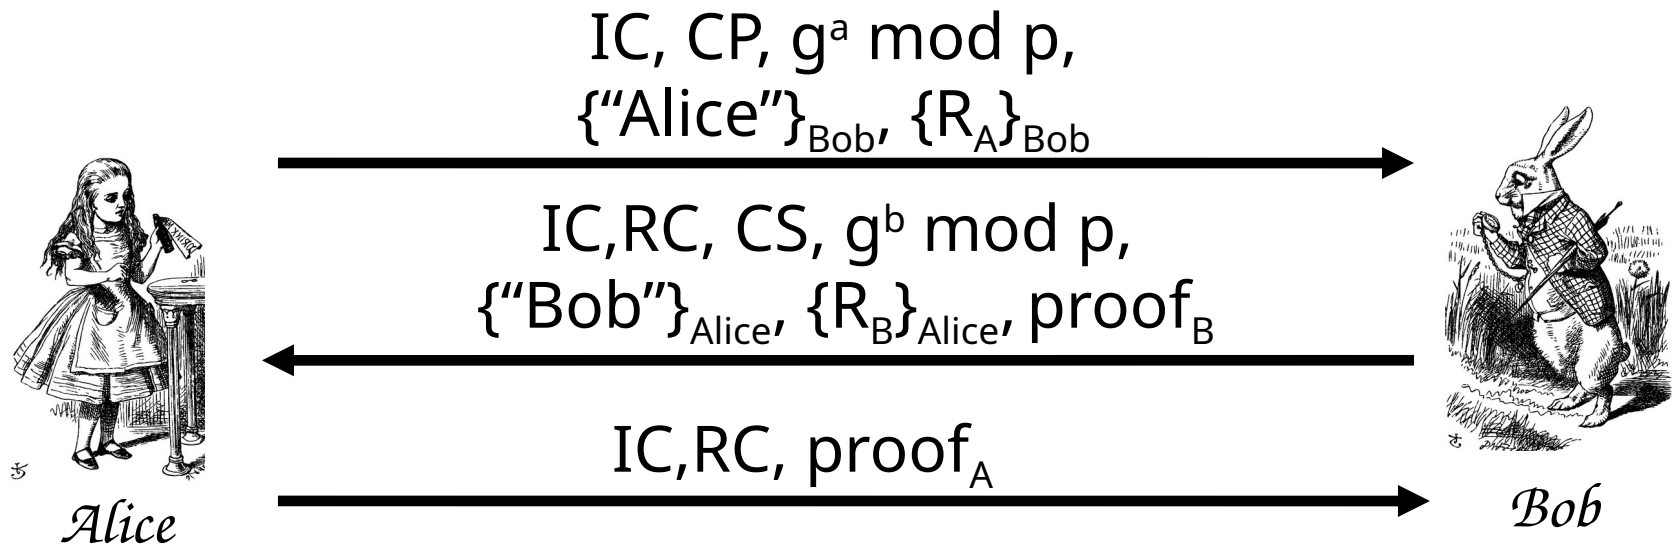 IC, CP, gᵃ mod p,
{“Alice”}Bob, {RA}Bob
IC,RC, CS, gᵇ mod p,
{“Bob”}Alice, {RB}Alice, proofB
IC,RC, proofA
Alice
Bob